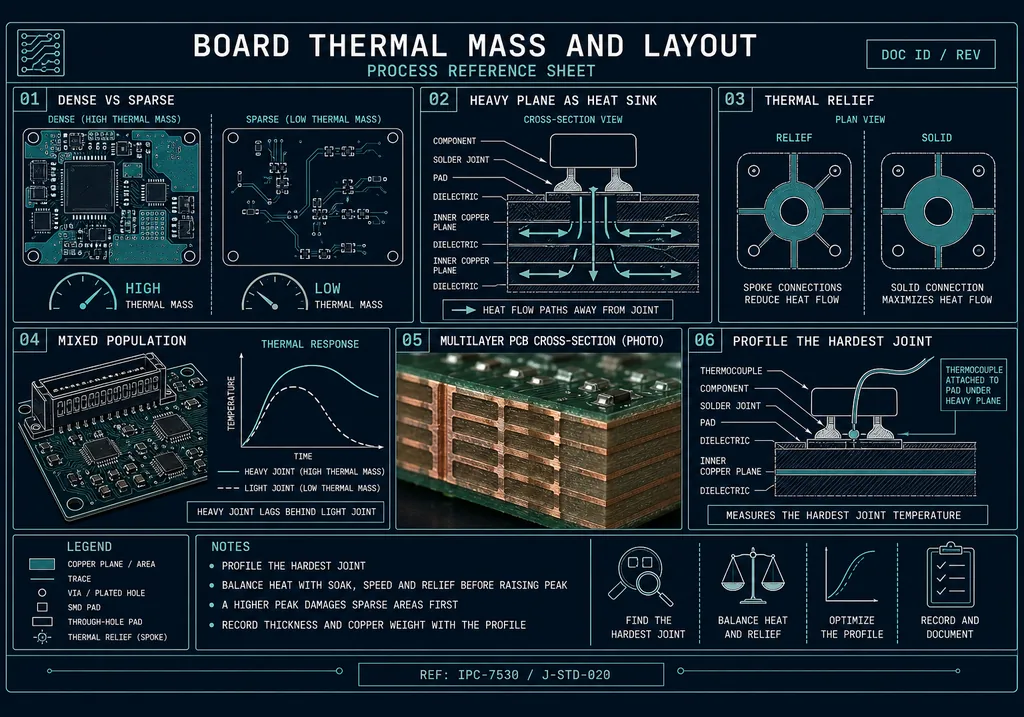 BOARD THERMAL MASS AND LAYOUT
PROCESS REFERENCE SHEET
DOC ID / REV
01 DENSE VS SPARSE
DENSE (HIGH THERMAL MASS)
SPARSE (LOW THERMAL MASS)
HIGH
THERMAL MASS
LOW
THERMAL MASS
02 HEAVY PLANE AS HEAT SINK
CROSS-SECTION VIEW
COMPONENT
SOLDER JOINT
PAD
DIELECTRIC
INNER COPPER
PLANE
DIELECTRIC
INNER COPPER
PLANE
DIELECTRIC
HEAT FLOW PATHS AWAY FROM JOINT
03 THERMAL RELIEF
PLAN VIEW
RELIEF
SOLID
SPOKE CONNECTIONS
REDUCE HEAT FLOW
SOLID CONNECTION
MAXIMIZES HEAT FLOW
04 MIXED POPULATION
THERMAL RESPONSE
TEMPERATURE
TIME
HEAVY JOINT (HIGH THERMAL MASS)
LIGHT JOINT (LOW THERMAL MASS)
HEAVY JOINT LAGS BEHIND LIGHT JOINT
05 MULTILAYER PCB CROSS-SECTION (PHOTO)
06 PROFILE THE HARDEST JOINT
THERMOCOUPLE
COMPONENT
SOLDER JOINT
PAD
DIELECTRIC
INNER
COPPER PLANE
DIELECTRIC
THERMOCOUPLE
ATTACHED TO
PAD UNDER
HEAVY PLANE
MEASURES THE HARDEST JOINT TEMPERATURE
LEGEND
COPPER PLANE / AREA
TRACE
VIA / PLATED HOLE
SMD PAD
THROUGH-HOLE PAD
THERMAL RELIEF (SPOKE)
NOTES
• PROFILE THE HARDEST JOINT
• BALANCE HEAT WITH SOAK, SPEED AND RELIEF BEFORE RAISING PEAK
• A HIGHER PEAK DAMAGES SPARSE AREAS FIRST
• RECORD THICKNESS AND COPPER WEIGHT WITH THE PROFILE
FIND THE
HARDEST JOINT
BALANCE HEAT
AND RELIEF
OPTIMIZE
THE PROFILE
RECORD AND
DOCUMENT
REF: IPC-7530 / J-STD-020